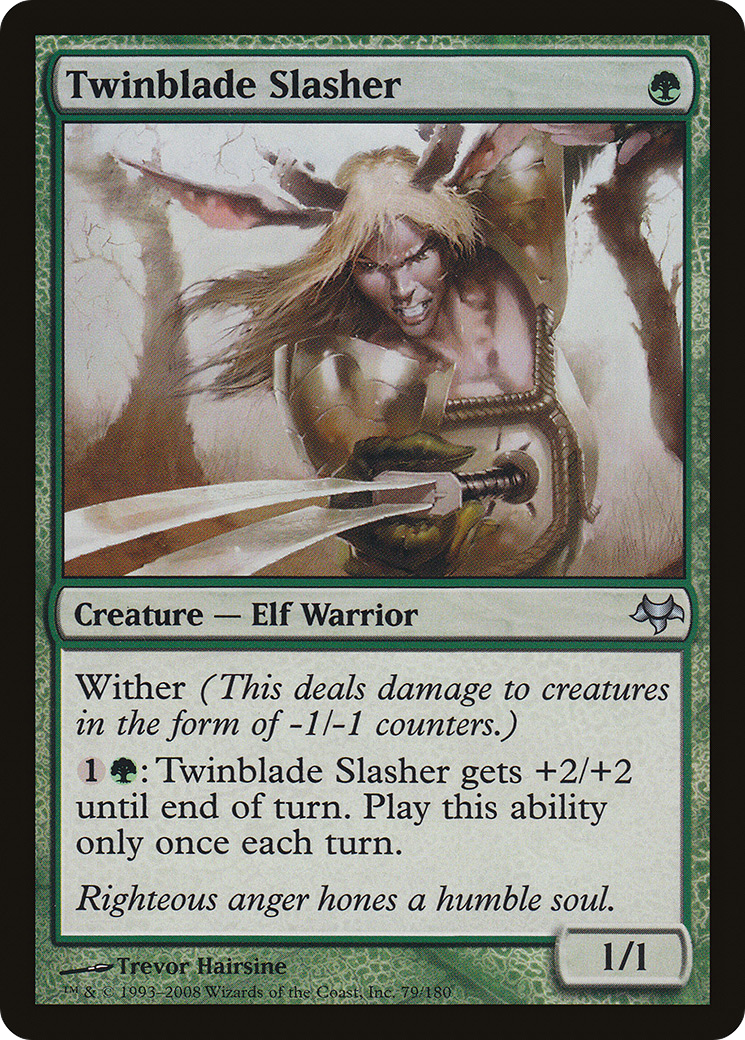 Twinblade Slasher
Creature — Elf Warrior
Wither (This deals damage to creatures
in the form of -1/-1 counters.)
1 : Twinblade Slasher gets +2/+2
until end of turn. Play this ability
only once each turn.
Righteous anger hones a humble soul.
1/1
Trevor Hairsine
™ & © 1993–2008 Wizards of the Coast, Inc. 79/180